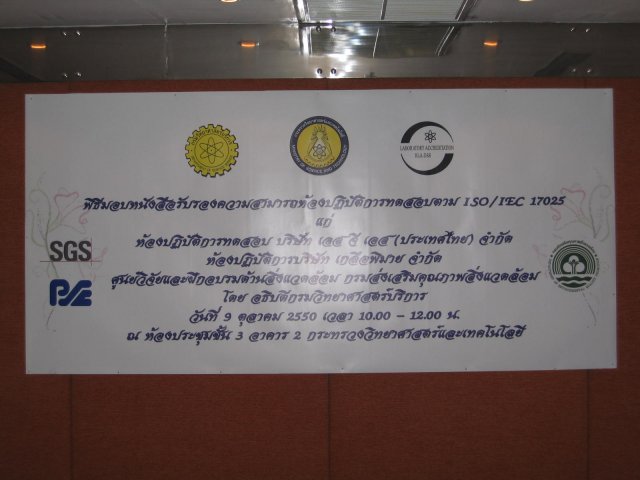 LABORATORY ACCREDITATION
พิธีมอบหนังสือรับรองความสามารถห้องปฏิบัติการทดสอบตาม ISO/IEC 17025
แก่
ห้องปฏิบัติการทดสอบ บริษัท เอส จี เอส (ประเทศไทย) จำกัด
ห้องปฏิบัติการบริษัท เกลือพิมาย จำกัด
ศูนย์วิจัยและฝึกอบรมด้านสิ่งแวดล้อม กรมส่งเสริมคุณภาพสิ่งแวดล้อม
โดย อธิบดีกรมวิทยาศาสตร์บริการ
วันที่ 9 ตุลาคม 2550 เวลา 10.00 - 12.00 น.
ณ ห้องประชุมชั้น 3 อาคาร 2 กระทรวงวิทยาศาสตร์และเทคโนโลยี
SGS